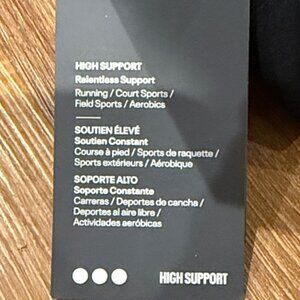 HIGH SUPPORT
Relentless Support
Running / Court Sports /
Field Sports / Aerobics
SOUTIEN ÉLEVÉ
Soutien Constant
Course à pied / Sports de raquette /
Sports extérieurs / Aérobique
SOPORTE ALTO
Soporte Constante
Carreras / Deportes de cancha /
Deportes al aire libre /
Actividades aeróbicas
HIGH SUPPORT